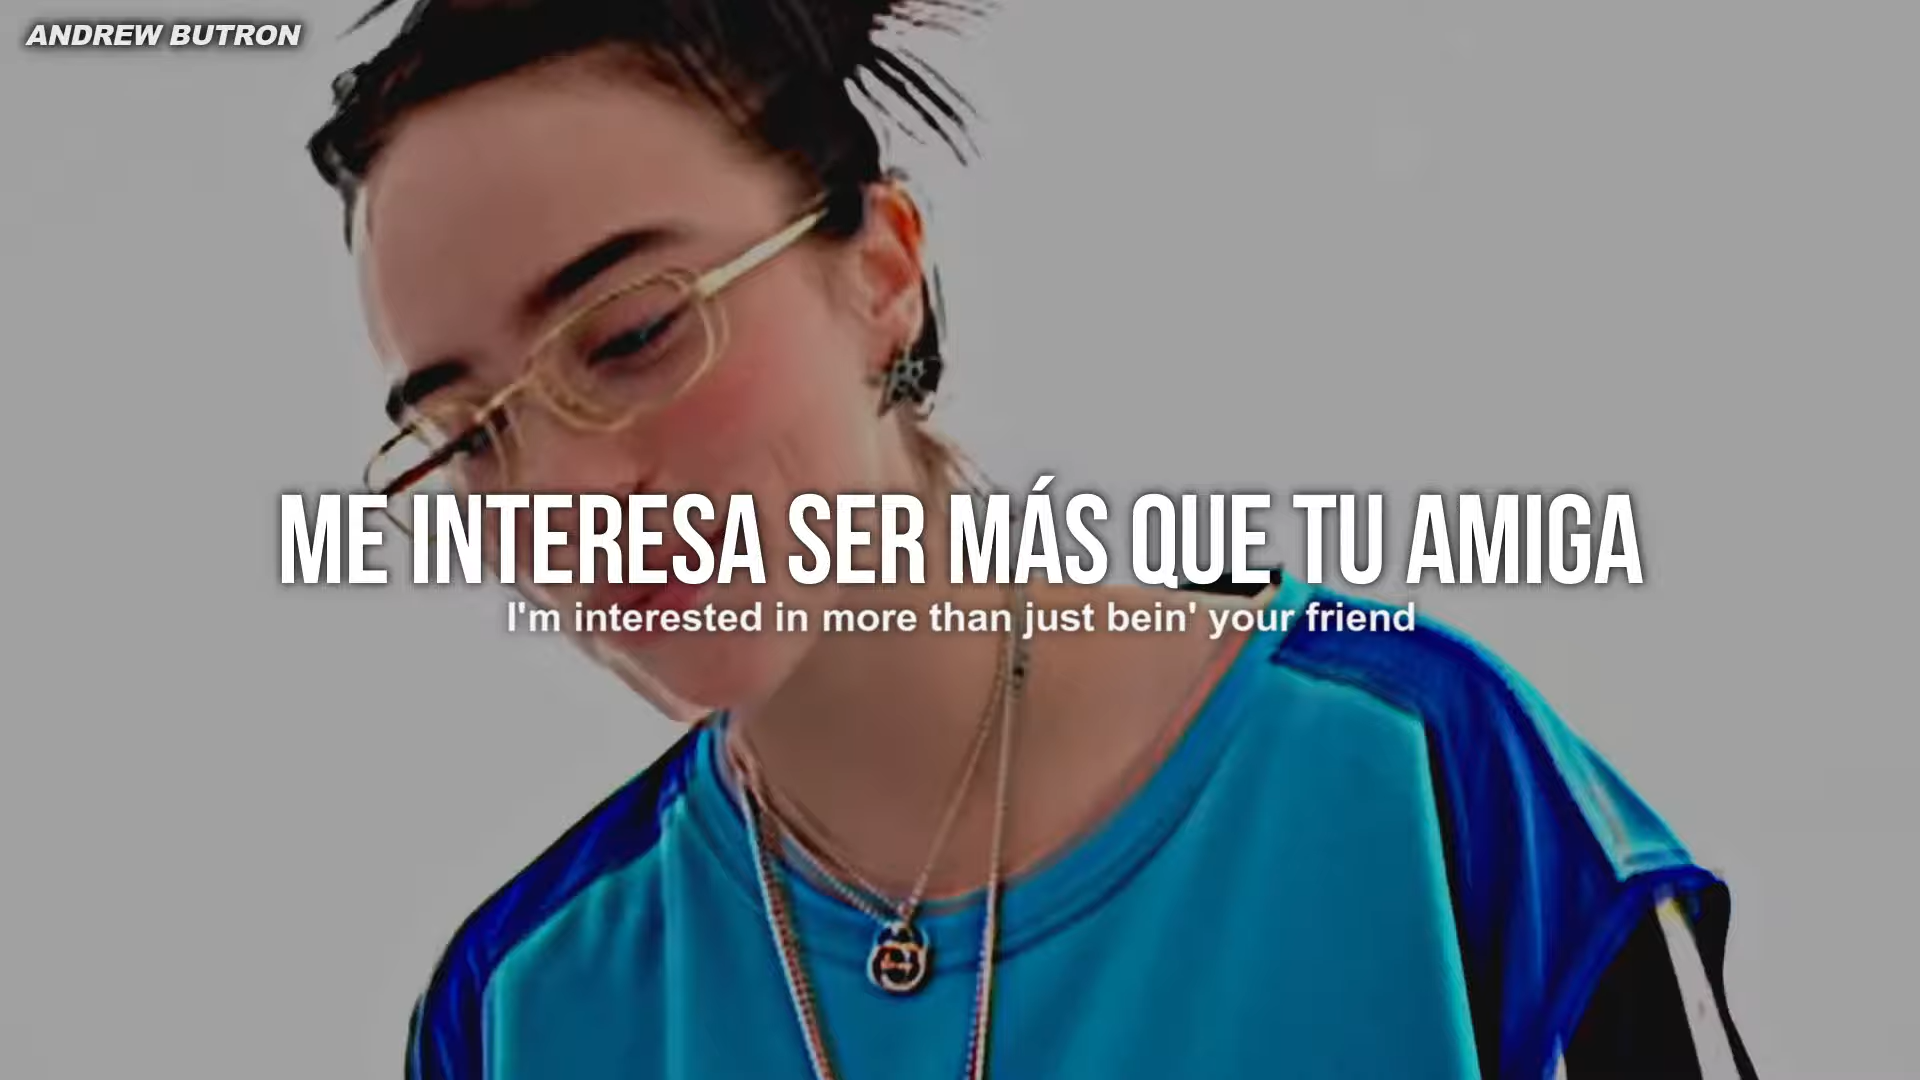 ANDREW BUTRON
ME INTERESA SER MÁS QUE TU AMIGA
I'm interested in more than just bein' your friend